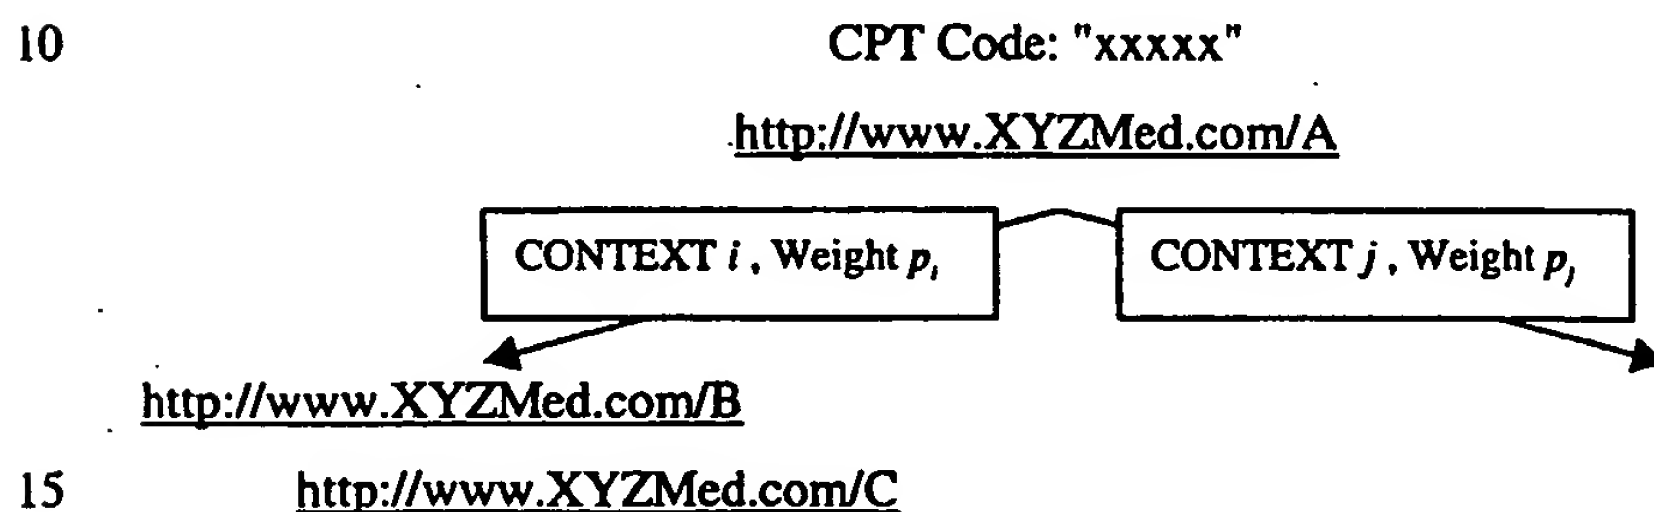 10 CPT Code: "xxxxx"
http://www.XYZMed.com/A
CONTEXT i , Weight pᵢ CONTEXT j , Weight pⱼ
http://www.XYZMed.com/B
15 http://www.XYZMed.com/C